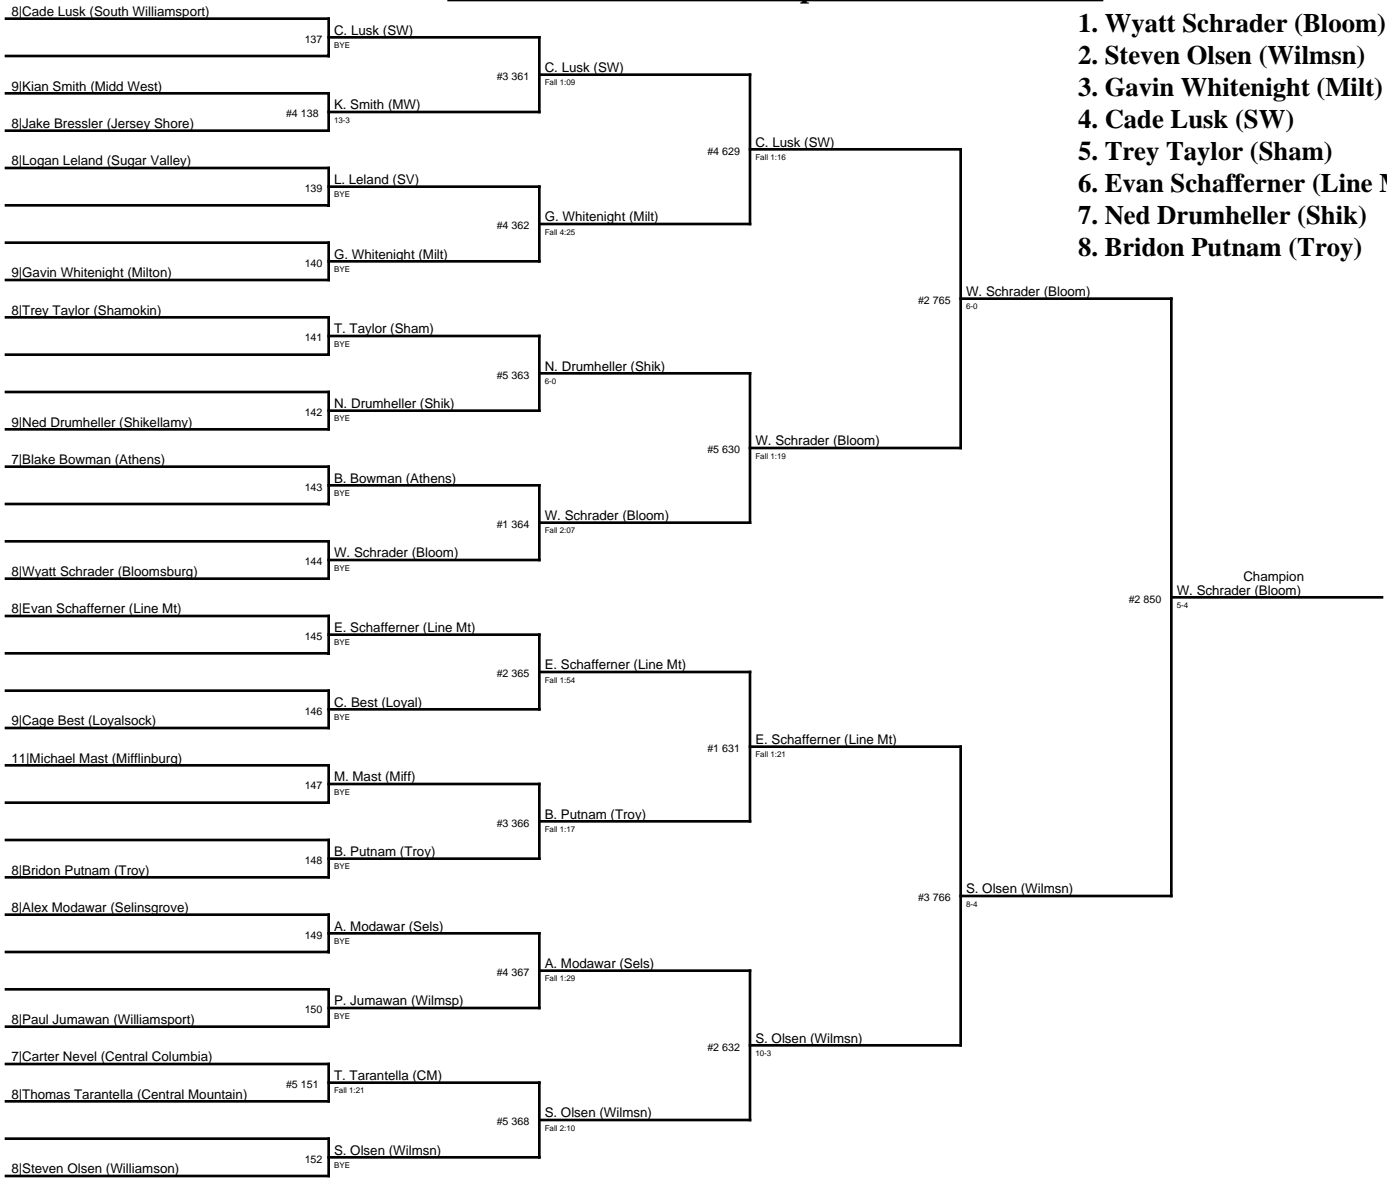 1. Wyatt Schrader (Bloom)
2. Steven Olsen (Wilmsn)
3. Gavin Whitenight (Milt)
4. Cade Lusk (SW)
5. Trey Taylor (Sham)
6. Evan Schafferner (Line
7. Ned Drumheller (Shik)
8. Bridon Putnam (Troy)
8|Cade Lusk (South Williamsport)
137
C. Lusk (SW)
BYE
#3 361
C. Lusk (SW)
Fall 1:09
9|Kian Smith (Midd West)
#4 138
K. Smith (MW)
13-3
8|Jake Bressler (Jersey Shore)
#4 629
C. Lusk (SW)
Fall 1:16
8|Logan Leland (Sugar Valley)
139
L. Leland (SV)
BYE
#4 362
G. Whitenight (Milt)
Fall 4:25
140
G. Whitenight (Milt)
BYE
9|Gavin Whitenight (Milton)
#2 765
W. Schrader (Bloom)
6-0
8|Trey Taylor (Shamokin)
141
T. Taylor (Sham)
BYE
#5 363
N. Drumheller (Shik)
6-0
142
N. Drumheller (Shik)
BYE
9|Ned Drumheller (Shikellamy)
#5 630
W. Schrader (Bloom)
Fall 1:19
7|Blake Bowman (Athens)
143
B. Bowman (Athens)
BYE
#1 364
W. Schrader (Bloom)
Fall 2:07
144
W. Schrader (Bloom)
BYE
8|Wyatt Schrader (Bloomsburg)
Champion
#2 850
W. Schrader (Bloom)
5-4
8|Evan Schafferner (Line Mt)
145
E. Schafferner (Line Mt)
BYE
#2 365
E. Schafferner (Line Mt)
Fall 1:54
146
C. Best (Loyal)
BYE
9|Cage Best (Loyalsock)
#1 631
E. Schafferner (Line Mt)
Fall 1:21
11|Michael Mast (Mifflinburg)
147
M. Mast (Miff)
BYE
#3 366
B. Putnam (Troy)
Fall 1:17
148
B. Putnam (Troy)
BYE
8|Bridon Putnam (Troy)
#3 766
S. Olsen (Wilmsn)
8-4
8|Alex Modawar (Selinsgrove)
149
A. Modawar (Sels)
BYE
#4 367
A. Modawar (Sels)
Fall 1:29
150
P. Jumawan (Wilmsp)
BYE
8|Paul Jumawan (Williamsport)
#2 632
S. Olsen (Wilmsn)
10-3
7|Carter Nevel (Central Columbia)
#5 151
T. Tarantella (CM)
Fall 1:21
8|Thomas Tarantella (Central Mountain)
#5 368
S. Olsen (Wilmsn)
Fall 2:10
152
S. Olsen (Wilmsn)
BYE
8|Steven Olsen (Williamson)